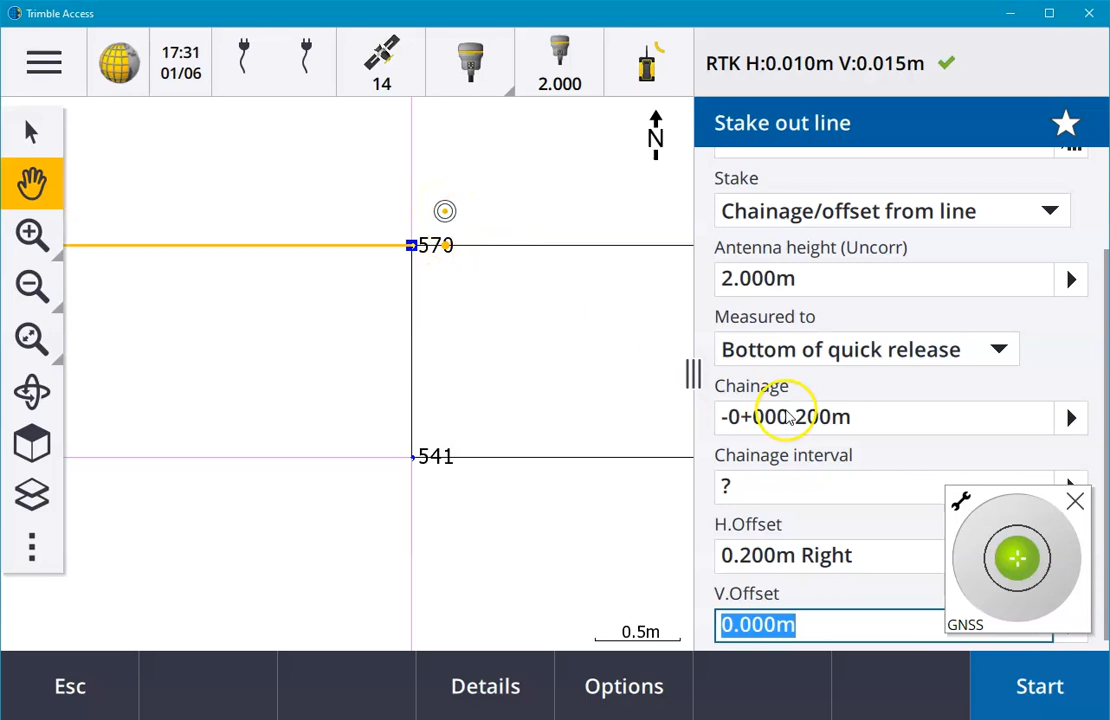 Trimble Access
17:31
01/06
14
2.000
RTK H:0.010m V:0.015m
Stake out line
N
Stake
Chainage/offset from line
Antenna height (Uncorr)
2.000m
Measured to
Bottom of quick release
Chainage
-0+000.200m
Chainage interval
?
H.Offset
0.200m Right
V.Offset
0.000m
GNSS
579
541
0.5m
Esc
Details
Options
Start